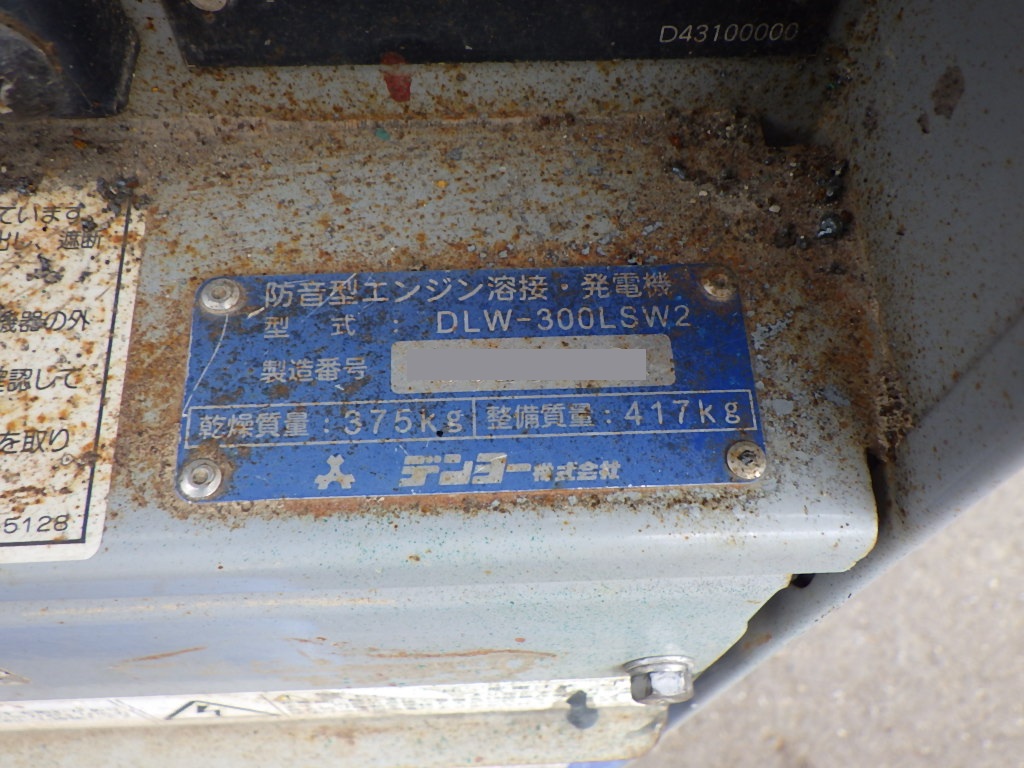 D43100000
ています。
出し、遮断
機器の外
確認して
を取り
。
5128
防音型エンジン溶接・発電機
型 式 : DLW-300LSW2
製造番号
乾燥質量:375kg 整備質量:417kg
デンヨー株式会社